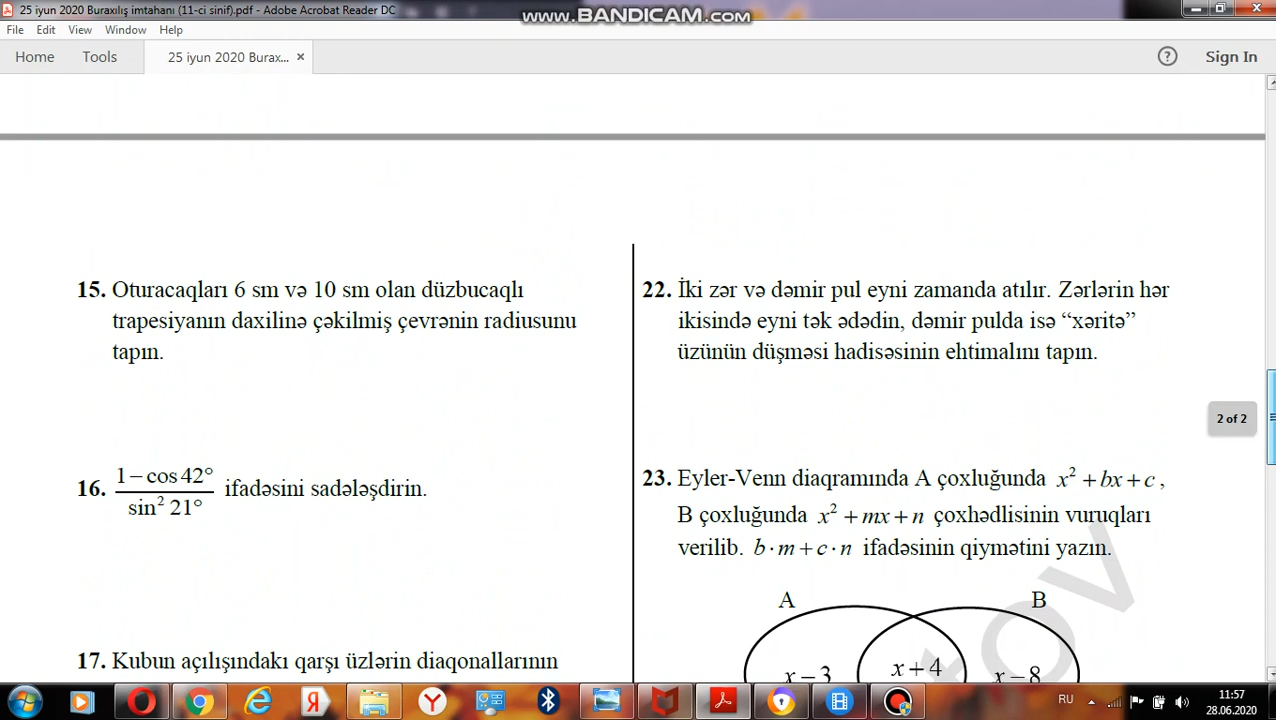 25 iyun 2020 Buraxılış imtahanı (11-ci sinif).pdf - Adobe Acrobat Reader DC
www.BANDICAM.com
File Edit View Window Help
Home Tools 25 iyun 2020 Burax... × ? Sign In
15. Oturacaqları 6 sm və 10 sm olan düzbucaqlı
trapesiyanın daxilinə çəkilmiş çevrənin radiusunu
tapın.
16. (1 − cos 42°) / (sin² 21°) ifadəsini sadələşdirin.
17. Kubun açılışındakı qarşı üzlərin diaqonallarının
22. İki zər və dəmir pul eyni zamanda atılır. Zərlərin hər
ikisində eyni tək ədədin, dəmir pulda isə “xəritə”
üzünün düşməsi hadisəsinin ehtimalını tapın.
2 of 2
23. Eyler-Venn diaqramında A çoxluğunda x² + bx + c,
B çoxluğunda x² + mx + n çoxhədlisinin vuruqları
verilib. b · m + c · n ifadəsinin qiymətini yazın.
A B
x − 3 x + 4 x − 8
RU
11:57
28.06.2020